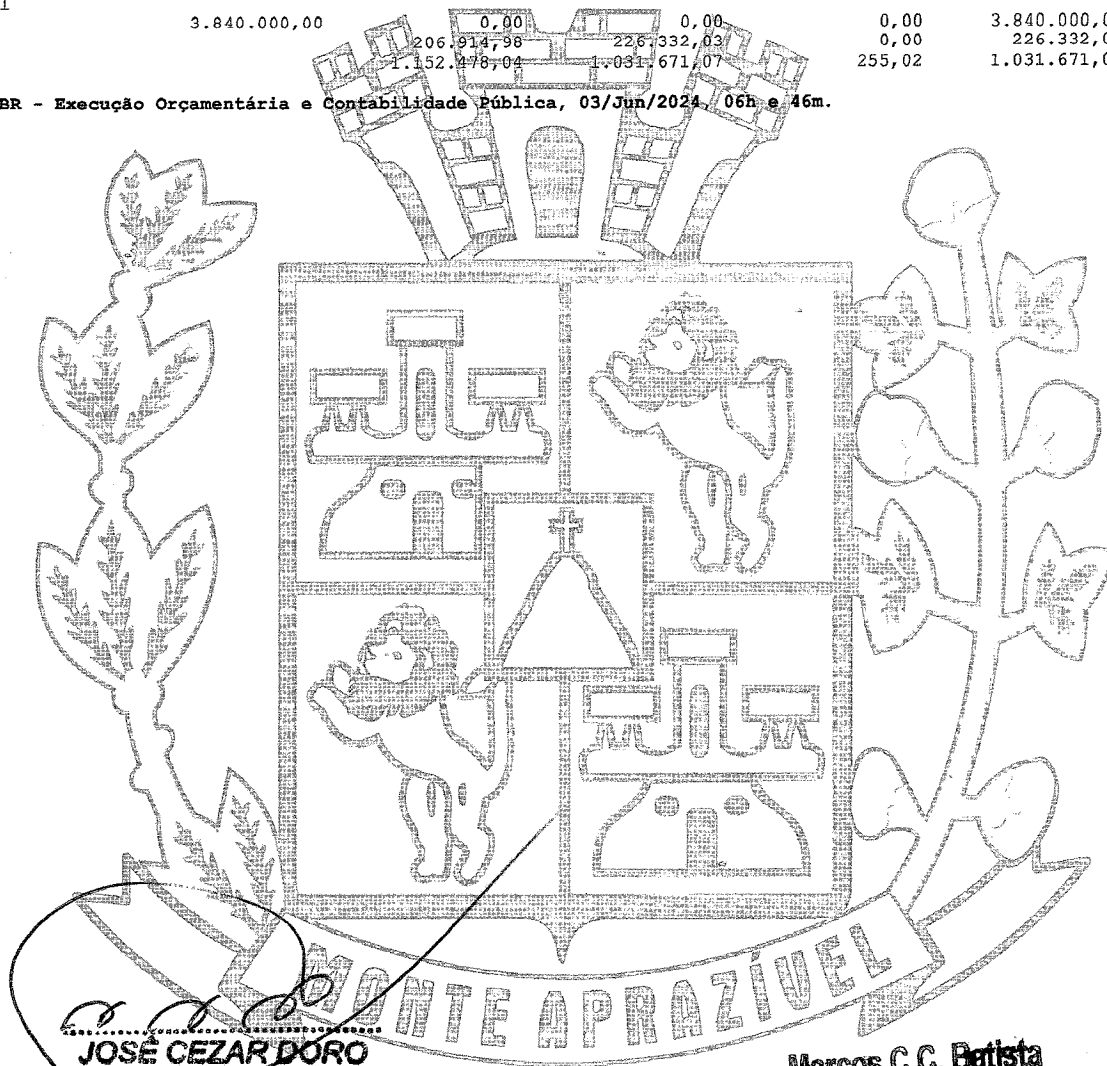 3.840.000,00 0,00 0,00 0,00 3.840.000,0
206.914,98 226.332,03 0,00 226.332,0
1.152.478,04 1.031.671,07 255,02 1.031.671,0
BR - Execução Orçamentária e Contabilidade Pública, 03/Jun/2024, 06h e 46m.
MONTE APRAZÍVEL
JOSÉ CEZAR DORO
Marcos C.C. Batista